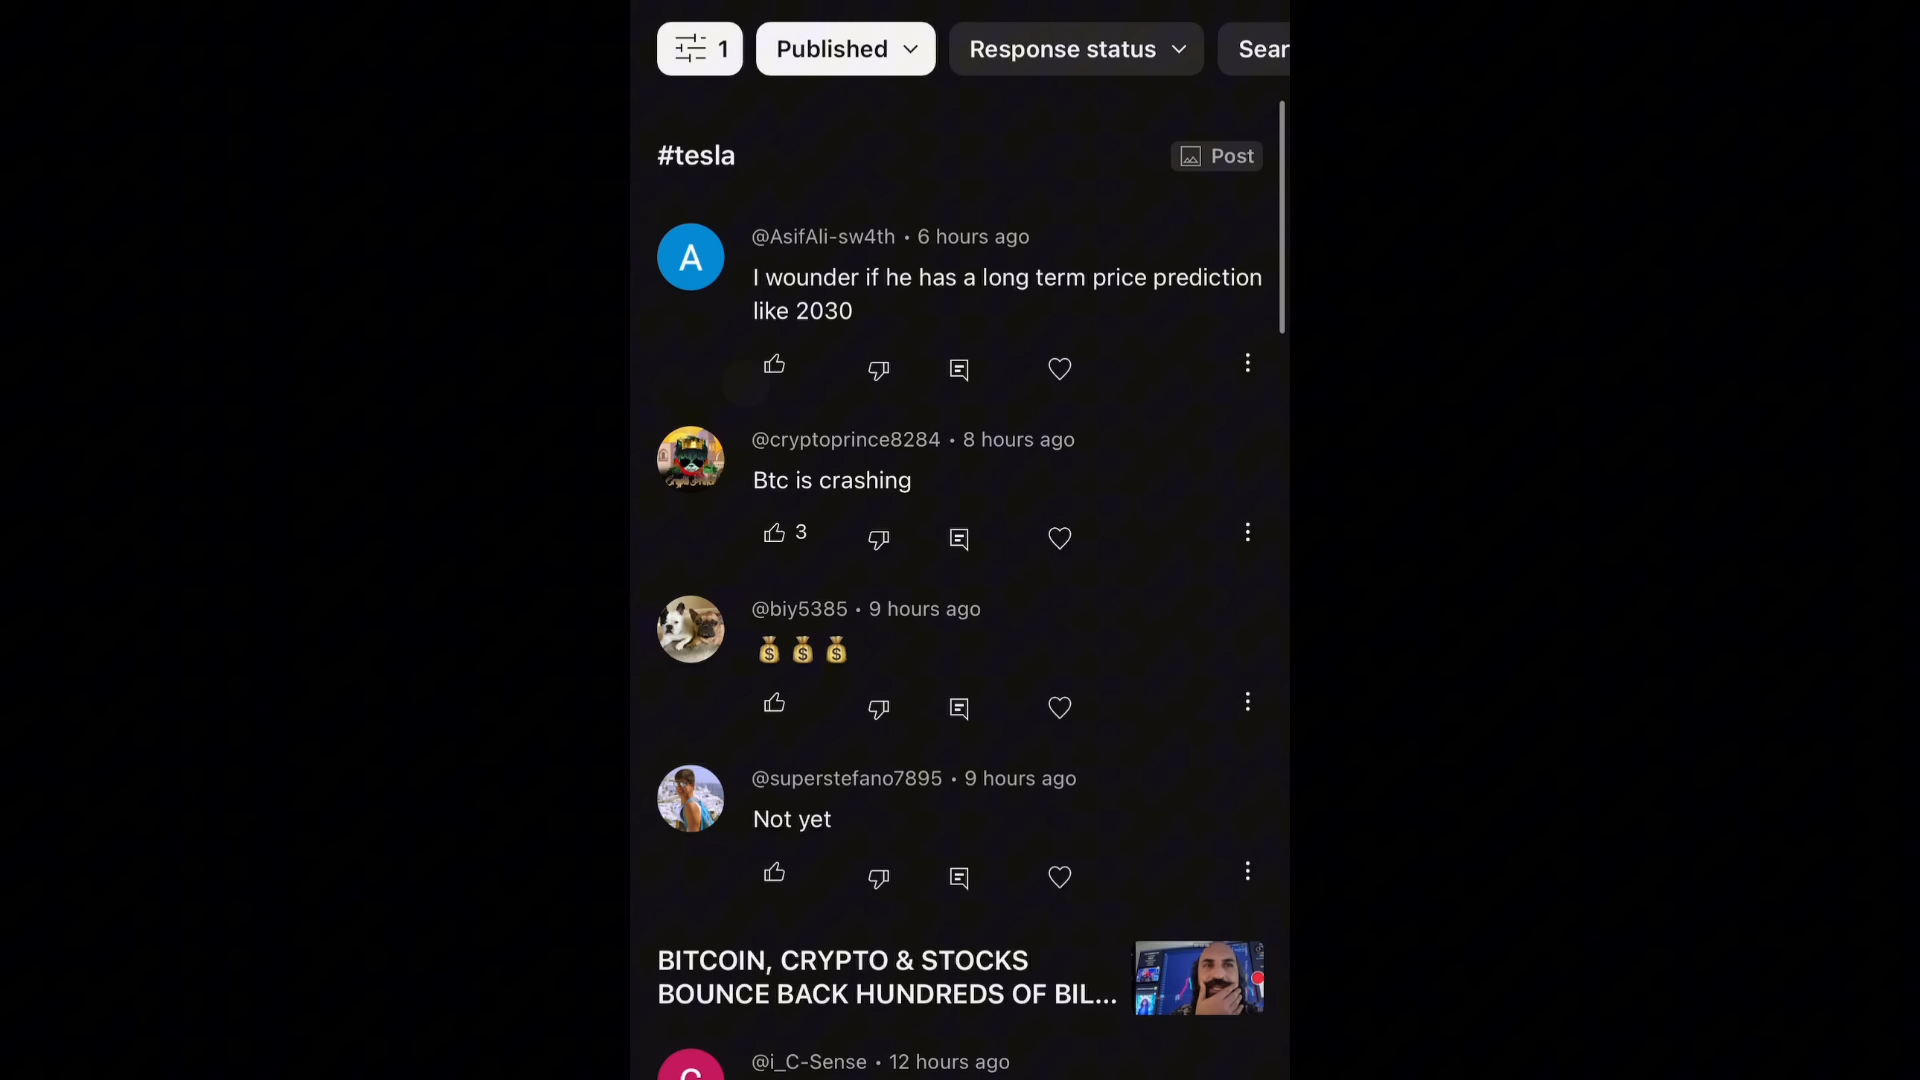 1 Published Response status Sear
#tesla Post
@AsifAli-sw4th • 6 hours ago
A
I wounder if he has a long term price prediction
like 2030
@cryptoprince8284 • 8 hours ago
Btc is crashing
3
@biy5385 • 9 hours ago
💰 💰 💰
@superstefano7895 • 9 hours ago
Not yet
BITCOIN, CRYPTO & STOCKS
BOUNCE BACK HUNDREDS OF BIL...
@i_C-Sense • 12 hours ago